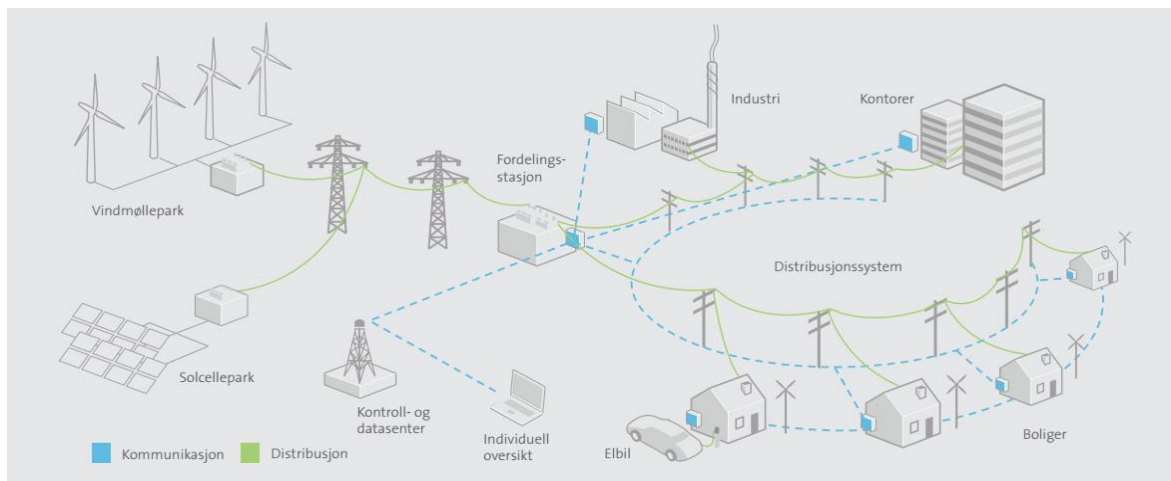 Industri
Kontorer
Fordelings-
stasjon
Vindmøllepark
Distribusjonssystem
Solcellepark
Kontroll- og
datasenter
Individuell
oversikt
Elbil
Boliger
Kommunikasjon
Distribusjon